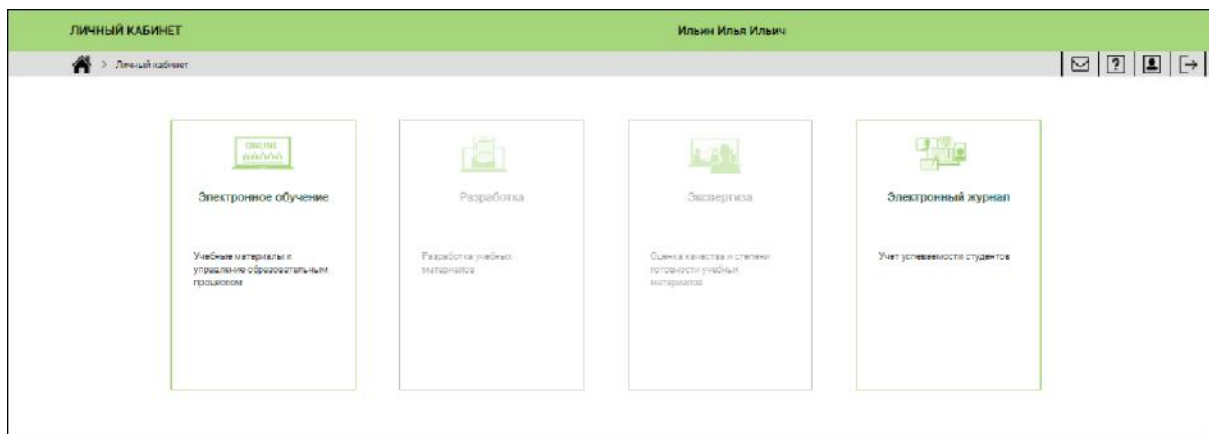 ЛИЧНЫЙ КАБИНЕТ
Ильин Илья Ильич
> Личный кабинет
?
ONLINE
Электронное обучение
Учебные материалы и
управление образовательным
процессом
Разработка
Разработка учебных
материалов
Экспертиза
Оценка качества и степени
готовности учебных
материалов
Электронный журнал
Учет успеваемости студентов